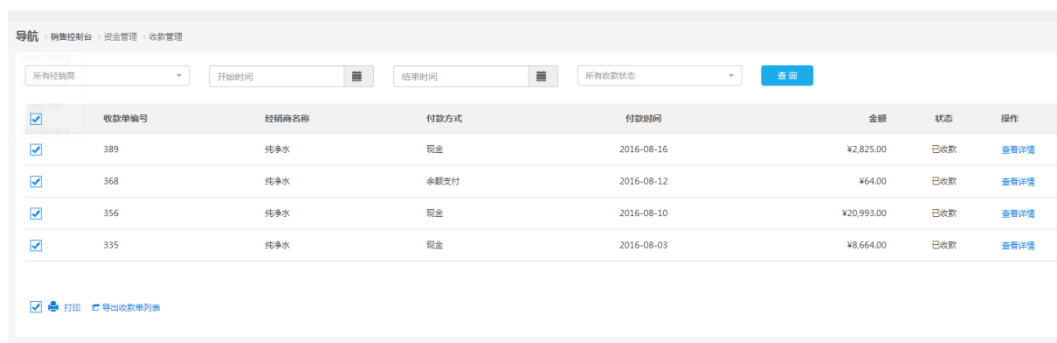 导航 > 销售控制台 > 资金管理 > 收款管理
所有经销商 开始时间 结束时间 所有收款状态 查询
收款单编号 经销商名称 付款方式 付款时间 金额 状态 操作
389 纯净水 现金 2016-08-16 ¥2,825.00 已收款 查看详情
368 纯净水 余额支付 2016-08-12 ¥64.00 已收款 查看详情
356 纯净水 现金 2016-08-10 ¥20,993.00 已收款 查看详情
335 纯净水 现金 2016-08-03 ¥8,664.00 已收款 查看详情
打印 导出收款单列表